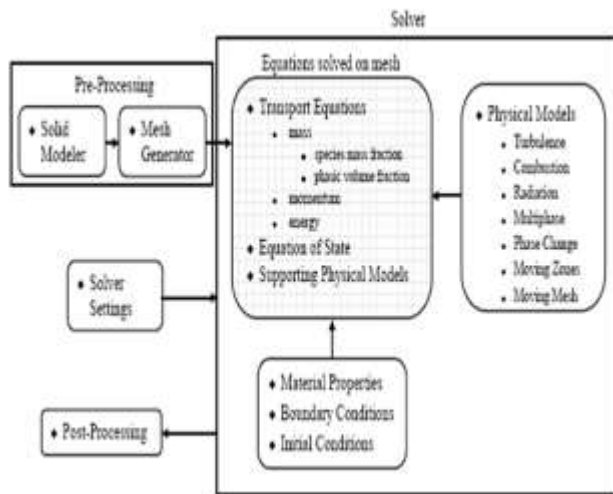 Solver
Equations solved on mesh
Pre-Processing
◆ Solid
Modeler
◆ Mesh
Generator
◆ Transport Equations
• mass
• species mass fraction
• phasic volume fraction
• momentum
• energy
◆ Equation of State
◆ Supporting Physical Models
◆ Physical Models
• Turbulence
• Combustion
• Radiation
• Multiphase
• Phase Change
• Moving Zones
• Moving Mesh
◆ Solver
Settings
◆ Material Properties
◆ Boundary Conditions
◆ Initial Conditions
◆ Post-Processing